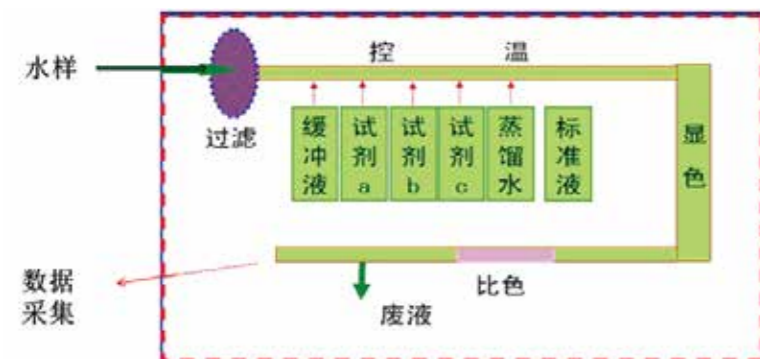 控 温
水样
过滤
缓冲液
试剂a
试剂b
试剂c
蒸馏水
标准液
显色
数据
采集
比色
废液